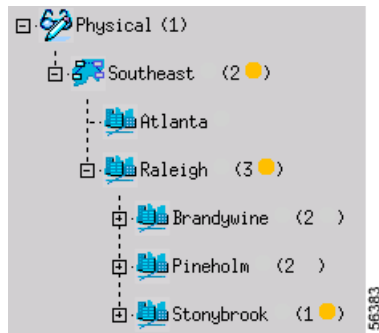 Physical (1)
Southeast (2 )
Atlanta
Raleigh (3 )
Brandywine (2 )
Pineholm (2 )
Stonybrook (1 )
56383